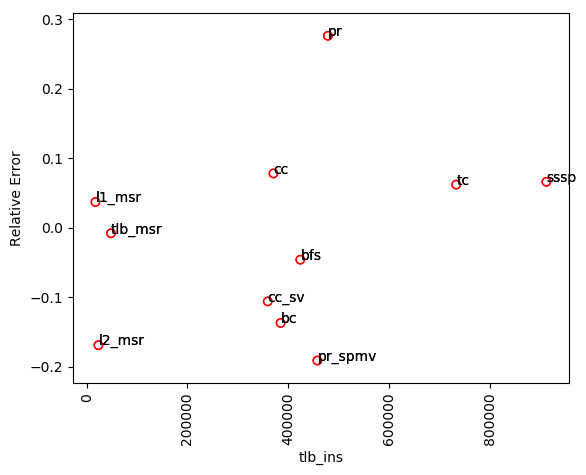 0.3
pr
0.2
Relative Error
0.1
cc
tc
sssp
l1_msr
0.0
tlb_msr
bfs
−0.1
cc_sv
bc
l2_msr
pr_spmv
−0.2
0
200000
400000
600000
800000
tlb_ins